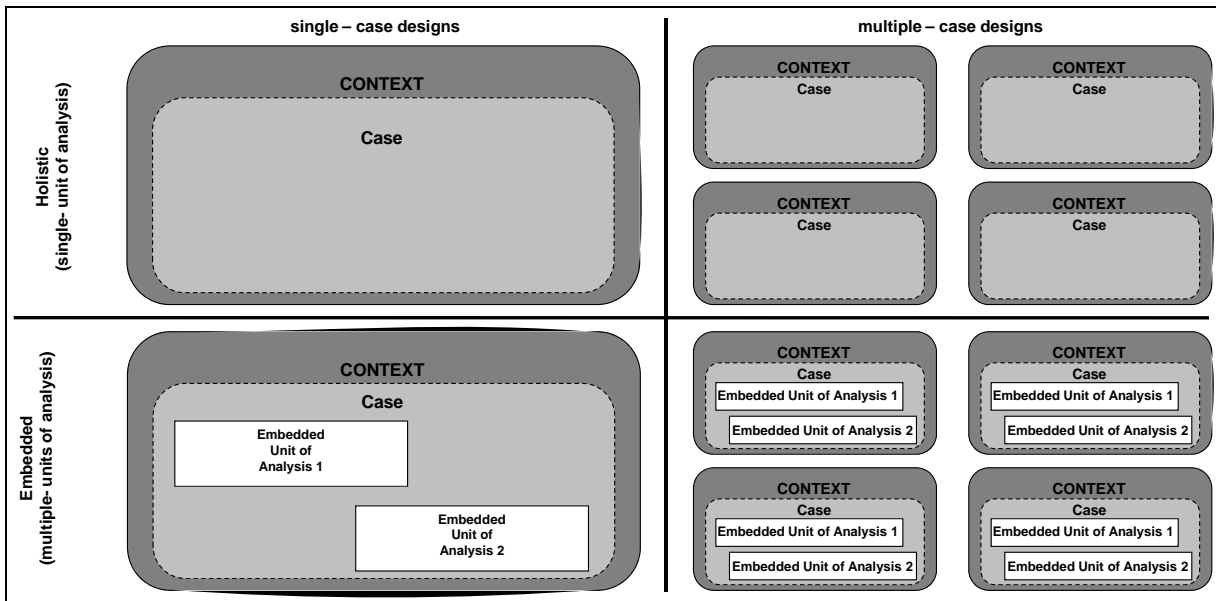 single – case designs
multiple – case designs
Holistic
(single- unit of analysis)
CONTEXT
Case
CONTEXT
Case
CONTEXT
Case
CONTEXT
Case
CONTEXT
Case
Embedded
(multiple- units of analysis)
CONTEXT
Case
Embedded
Unit of
Analysis 1
Embedded
Unit of
Analysis 2
CONTEXT
Case
Embedded Unit of Analysis 1
Embedded Unit of Analysis 2
CONTEXT
Case
Embedded Unit of Analysis 1
Embedded Unit of Analysis 2
CONTEXT
Case
Embedded Unit of Analysis 1
Embedded Unit of Analysis 2
CONTEXT
Case
Embedded Unit of Analysis 1
Embedded Unit of Analysis 2